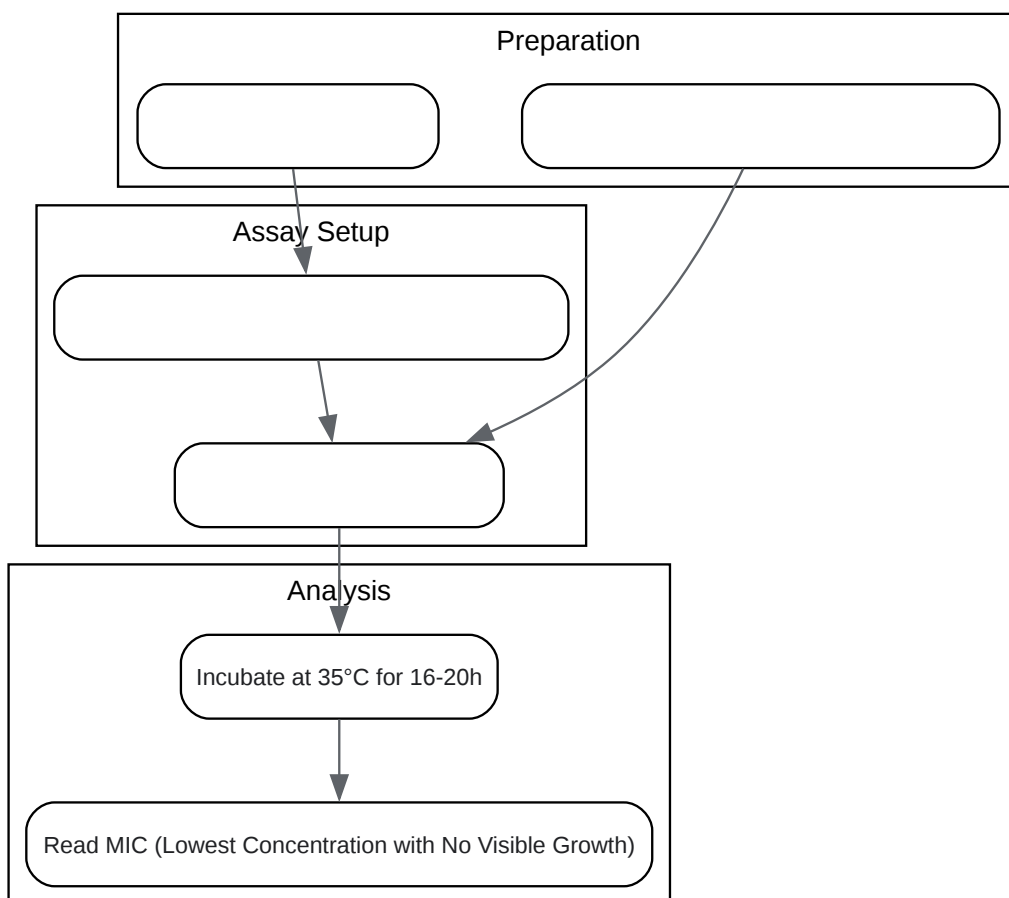 Preparation
Assay Setup
Analysis
Incubate at 35°C for 16-20h
Read MIC (Lowest Concentration with No Visible Growth)